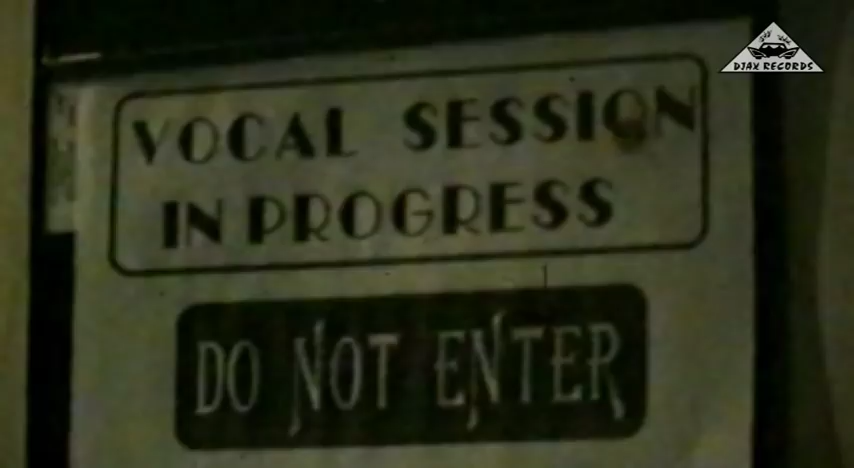 DJAX RECORDS
VOCAL SESSION
IN PROGRESS
DO NOT ENTER